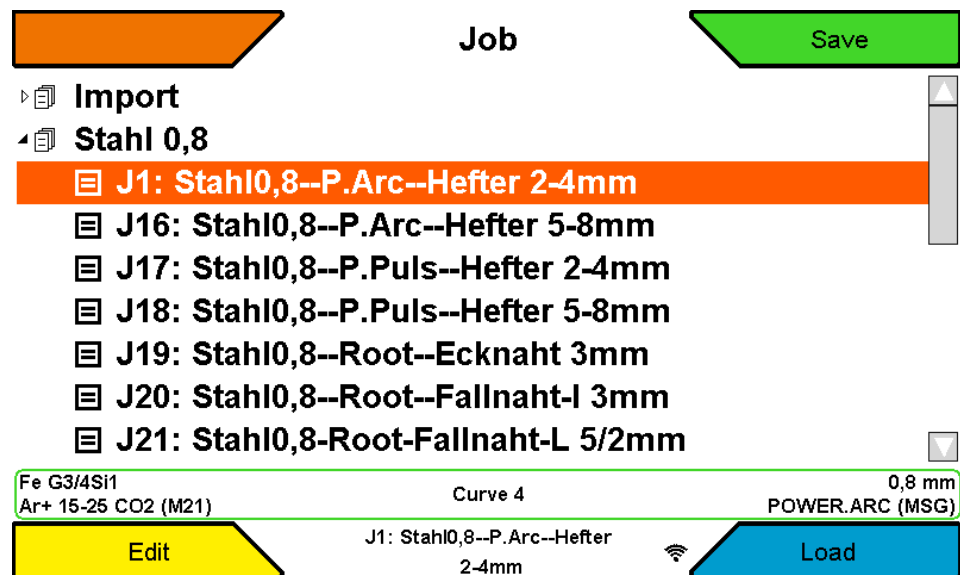 Job
Save
Import
Stahl 0,8
J1: Stahl0,8--P.Arc--Hefter 2-4mm
J16: Stahl0,8--P.Arc--Hefter 5-8mm
J17: Stahl0,8--P.Puls--Hefter 2-4mm
J18: Stahl0,8--P.Puls--Hefter 5-8mm
J19: Stahl0,8--Root--Ecknaht 3mm
J20: Stahl0,8--Root--Fallnaht-I 3mm
J21: Stahl0,8-Root-Fallnaht-L 5/2mm
Fe G3/4Si1
Ar+ 15-25 CO2 (M21)
Curve 4
0,8 mm
POWER.ARC (MSG)
Edit
J1: Stahl0,8--P.Arc--Hefter
2-4mm
Load